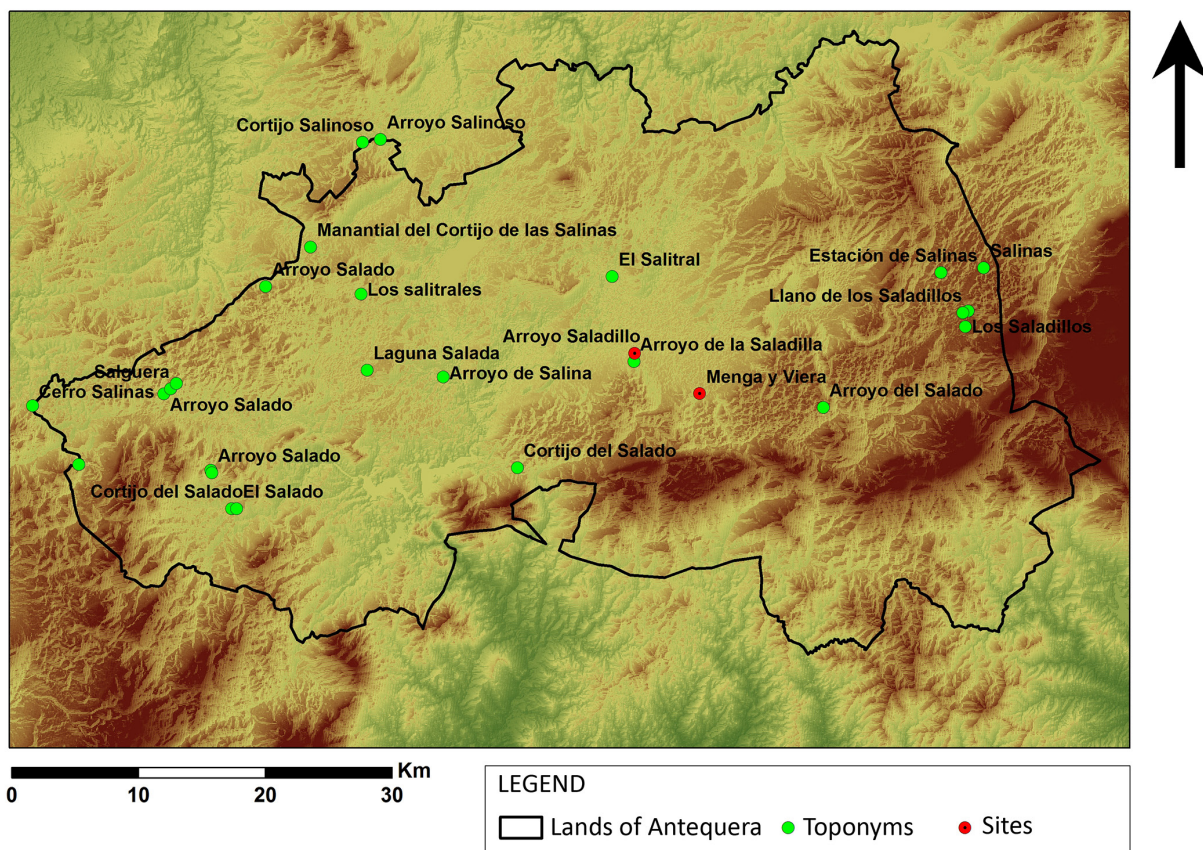 Cortijo Salinoso
Arroyo Salinoso
Manantial del Cortijo de las Salinas
Arroyo Salado
Los salitrales
El Salitral
Estación de Salinas
Salinas
Llano de los Saladillos
Los Saladillos
Arroyo Saladillo
Arroyo de la Saladilla
Laguna Salada
Arroyo de Salina
Menga y Viera
Arroyo del Salado
Salguera
Cerro Salinas
Arroyo Salado
Arroyo Salado
Cortijo del Salado
Cortijo del Salado
El Salado
Km
0 10 20 30
LEGEND
Lands of Antequera
Toponyms
Sites